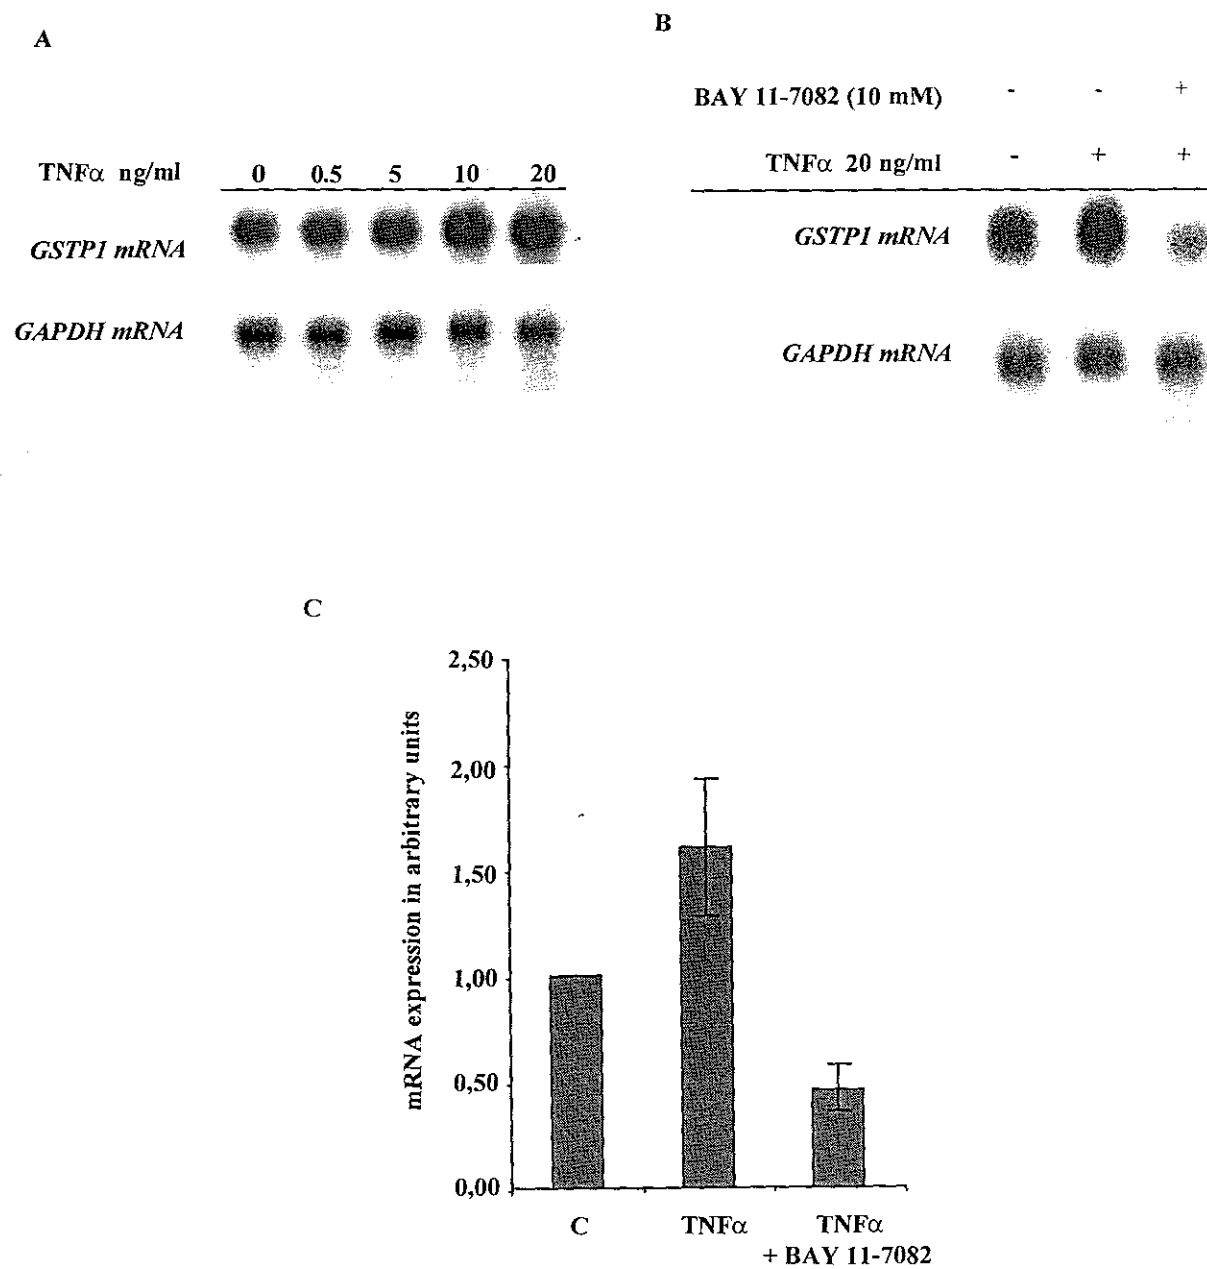 A
TNFα ng/ml 0 0.5 5 10 20
GSTP1 mRNA
GAPDH mRNA
B
BAY 11-7082 (10 mM) - - +
TNFα 20 ng/ml - + +
GSTP1 mRNA
GAPDH mRNA
C
mRNA expression in arbitrary units
2,50
2,00
1,50
1,00
0,50
0,00
C
TNFα
TNFα
+ BAY 11-7082